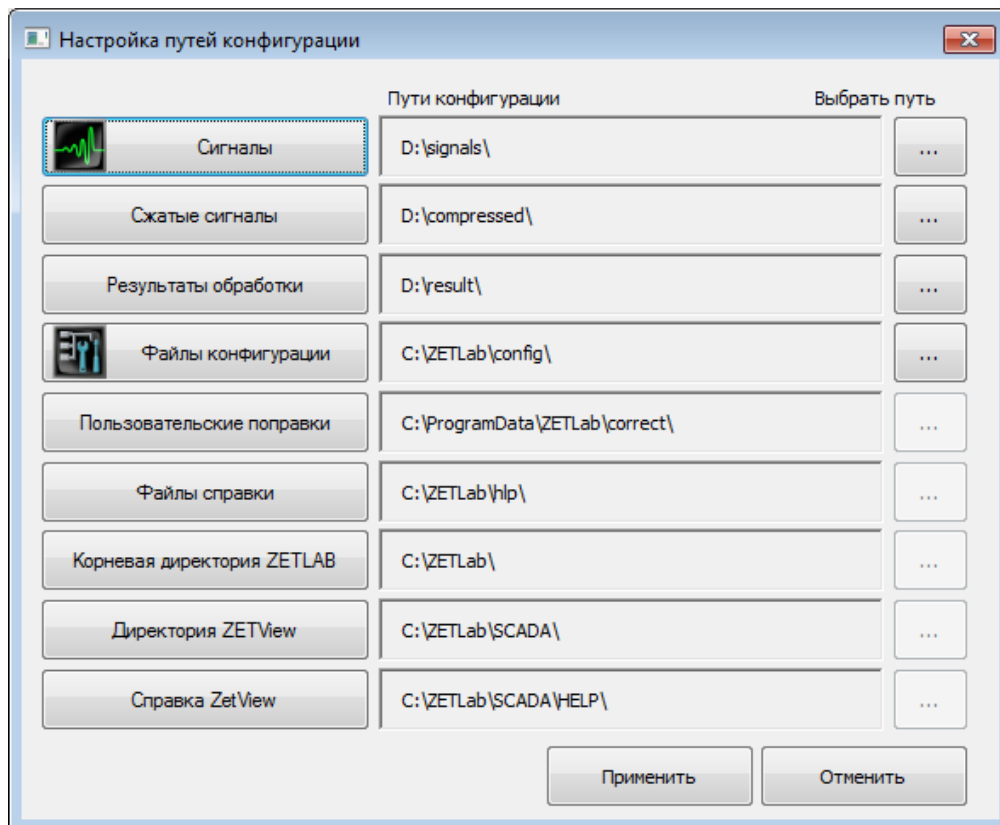 Настройка путей конфигурации
Пути конфигурации Выбрать путь
Сигналы D:\signals\ ...
Сжатые сигналы D:\compressed\ ...
Результаты обработки D:\result\ ...
Файлы конфигурации C:\ZETLab\config\ ...
Пользовательские поправки C:\ProgramData\ZETLab\correct\ ...
Файлы справки C:\ZETLab\hlp\ ...
Корневая директория ZETLAB C:\ZETLab\ ...
Директория ZETView C:\ZETLab\SCADA\ ...
Справка ZetView C:\ZETLab\SCADA\HELP\ ...
Применить Отменить